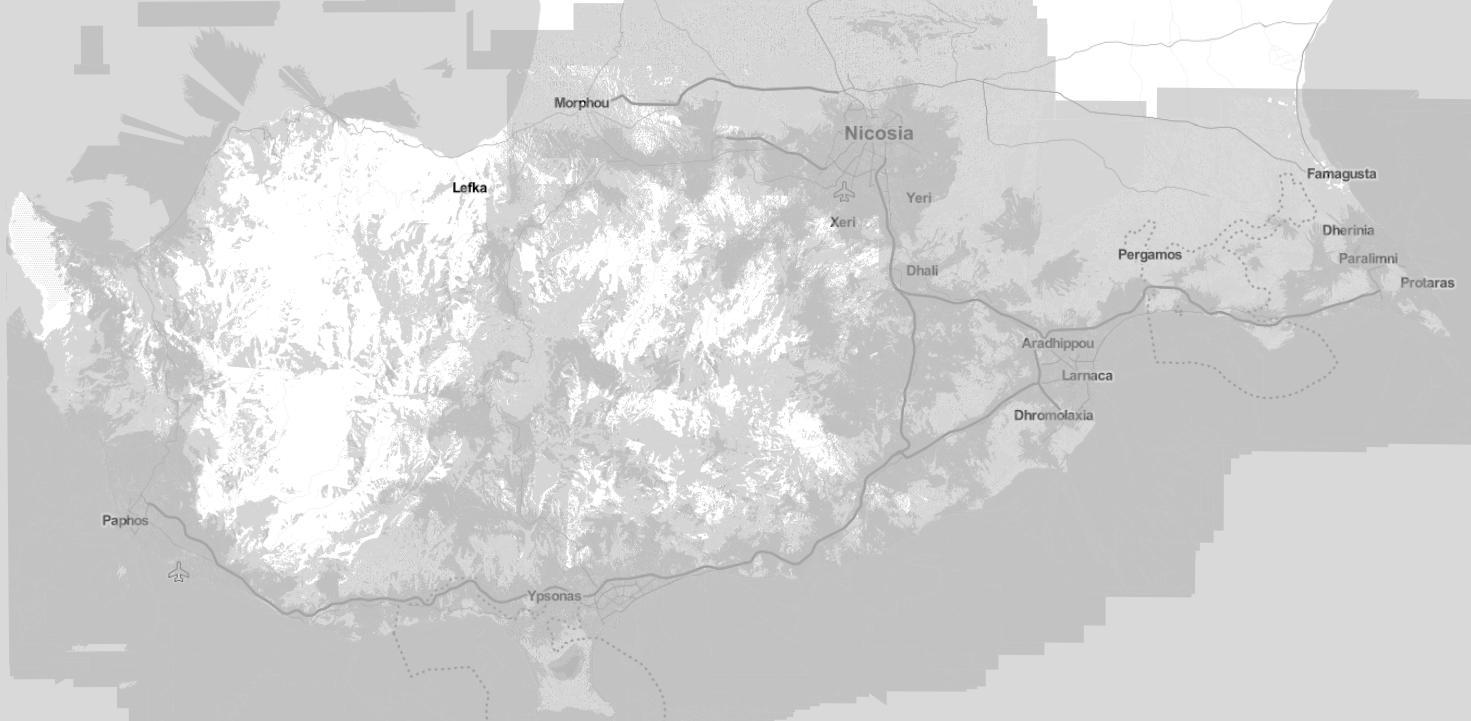 Morphou
Nicosia
Lefka
Famagusta
Yeri
Xeri
Dherinia
Pergamos
Paralimni
Dhali
Protaras
Aradhippou
Larnaca
Dhromolaxia
Paphos
Ypsonas